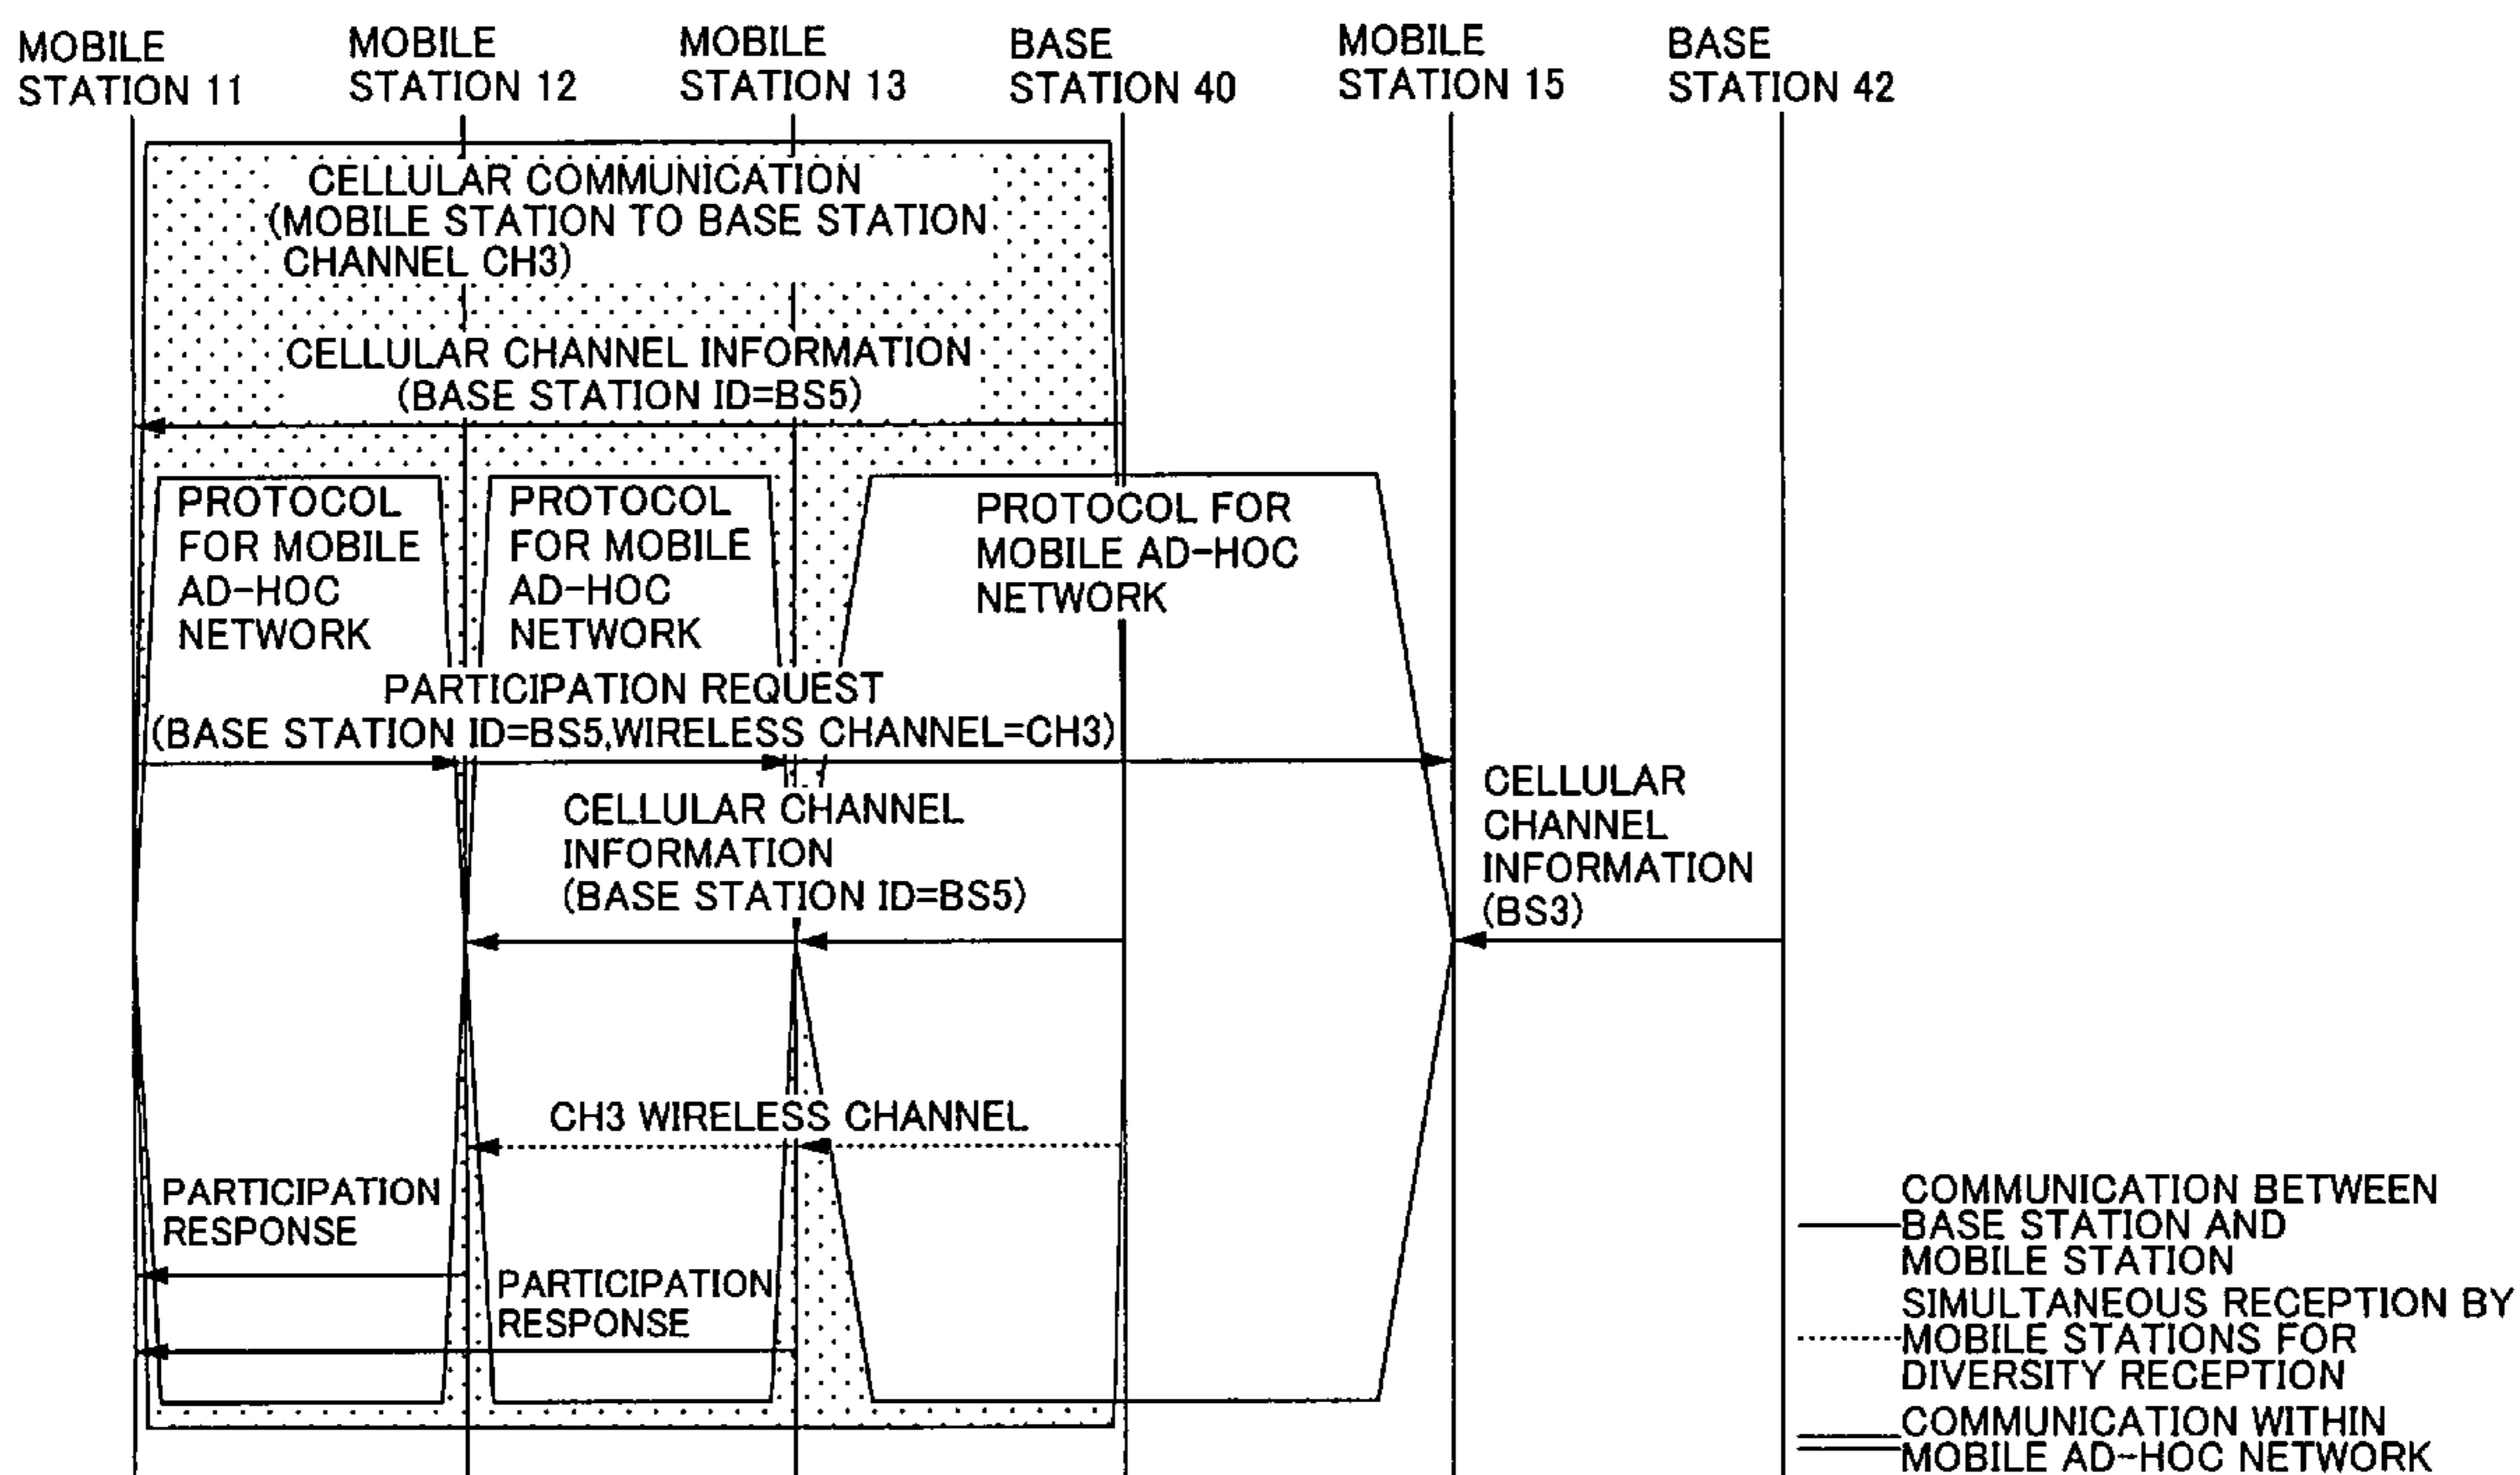 MOBILE
STATION 11
MOBILE
STATION 12
MOBILE
STATION 13
BASE
STATION 40
MOBILE
STATION 15
BASE
STATION 42
CELLULAR COMMUNICATION
(MOBILE STATION TO BASE STATION
CHANNEL CH3)
CELLULAR CHANNEL INFORMATION
(BASE STATION ID=BS5)
PROTOCOL
FOR MOBILE
AD-HOC
NETWORK
PROTOCOL
FOR MOBILE
AD-HOC
NETWORK
PROTOCOL FOR
MOBILE AD-HOC
NETWORK
PARTICIPATION REQUEST
(BASE STATION ID=BS5,WIRELESS CHANNEL=CH3)
CELLULAR CHANNEL
INFORMATION
(BASE STATION ID=BS5)
CELLULAR
CHANNEL
INFORMATION
(BS3)
CH3 WIRELESS CHANNEL
PARTICIPATION
RESPONSE
PARTICIPATION
RESPONSE
COMMUNICATION BETWEEN
BASE STATION AND
MOBILE STATION
SIMULTANEOUS RECEPTION BY
MOBILE STATIONS FOR
DIVERSITY RECEPTION
COMMUNICATION WITHIN
MOBILE AD-HOC NETWORK